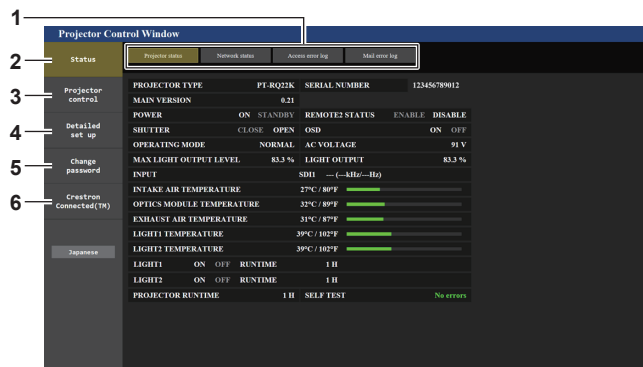 1
Projector Control Window
2
Status
Projector status Network status Access error log Mail error log
3
Projector
control
4
Detailed
set up
5
Change
password
6
Crestron
Connected(TM)
Japanese
PROJECTOR TYPE PT-RQ22K SERIAL NUMBER 123456789012
MAIN VERSION 0.21
POWER ON STANDBY REMOTE2 STATUS ENABLE DISABLE
SHUTTER CLOSE OPEN OSD ON OFF
OPERATING MODE NORMAL AC VOLTAGE 91 V
MAX LIGHT OUTPUT LEVEL 83.3 % LIGHT OUTPUT 83.3 %
INPUT SDI1 --- (---kHz/---Hz)
INTAKE AIR TEMPERATURE 27°C / 80°F
OPTICS MODULE TEMPERATURE 32°C / 89°F
EXHAUST AIR TEMPERATURE 31°C / 87°F
LIGHT1 TEMPERATURE 39°C / 102°F
LIGHT2 TEMPERATURE 39°C / 102°F
LIGHT1 ON OFF RUNTIME 1 H
LIGHT2 ON OFF RUNTIME 1 H
PROJECTOR RUNTIME 1 H SELF TEST No errors